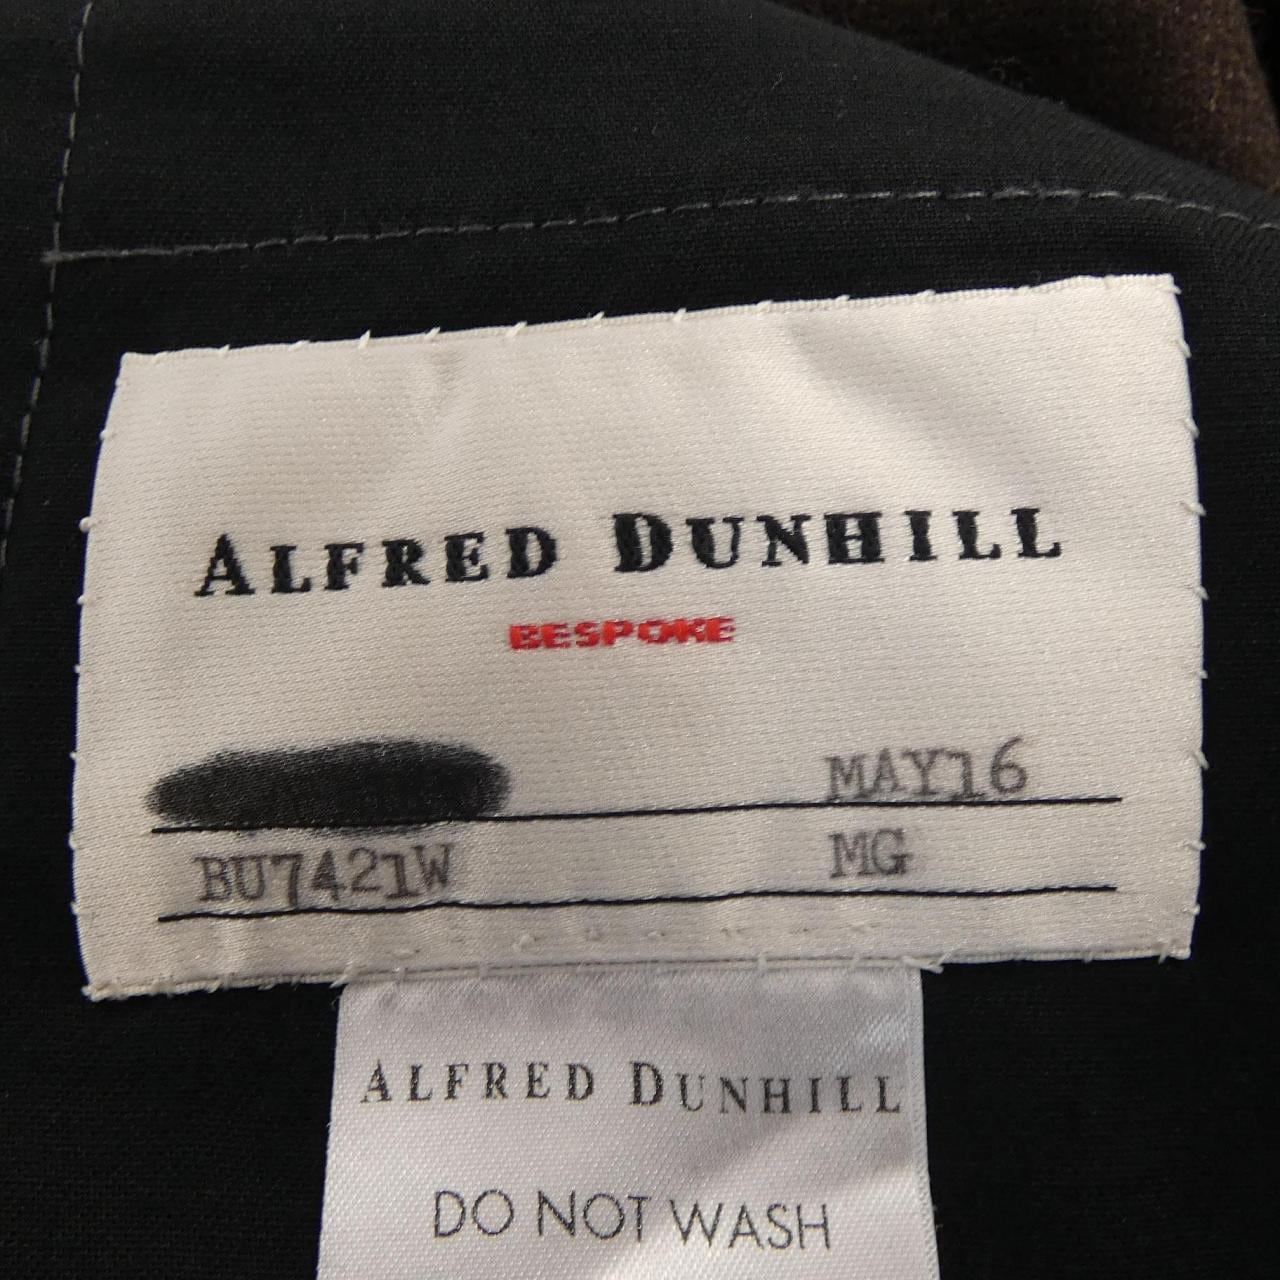 ALFRED DUNHILL
BESPOKE
MAY16
BU7421W MG
ALFRED DUNHILL
DO NOT WASH